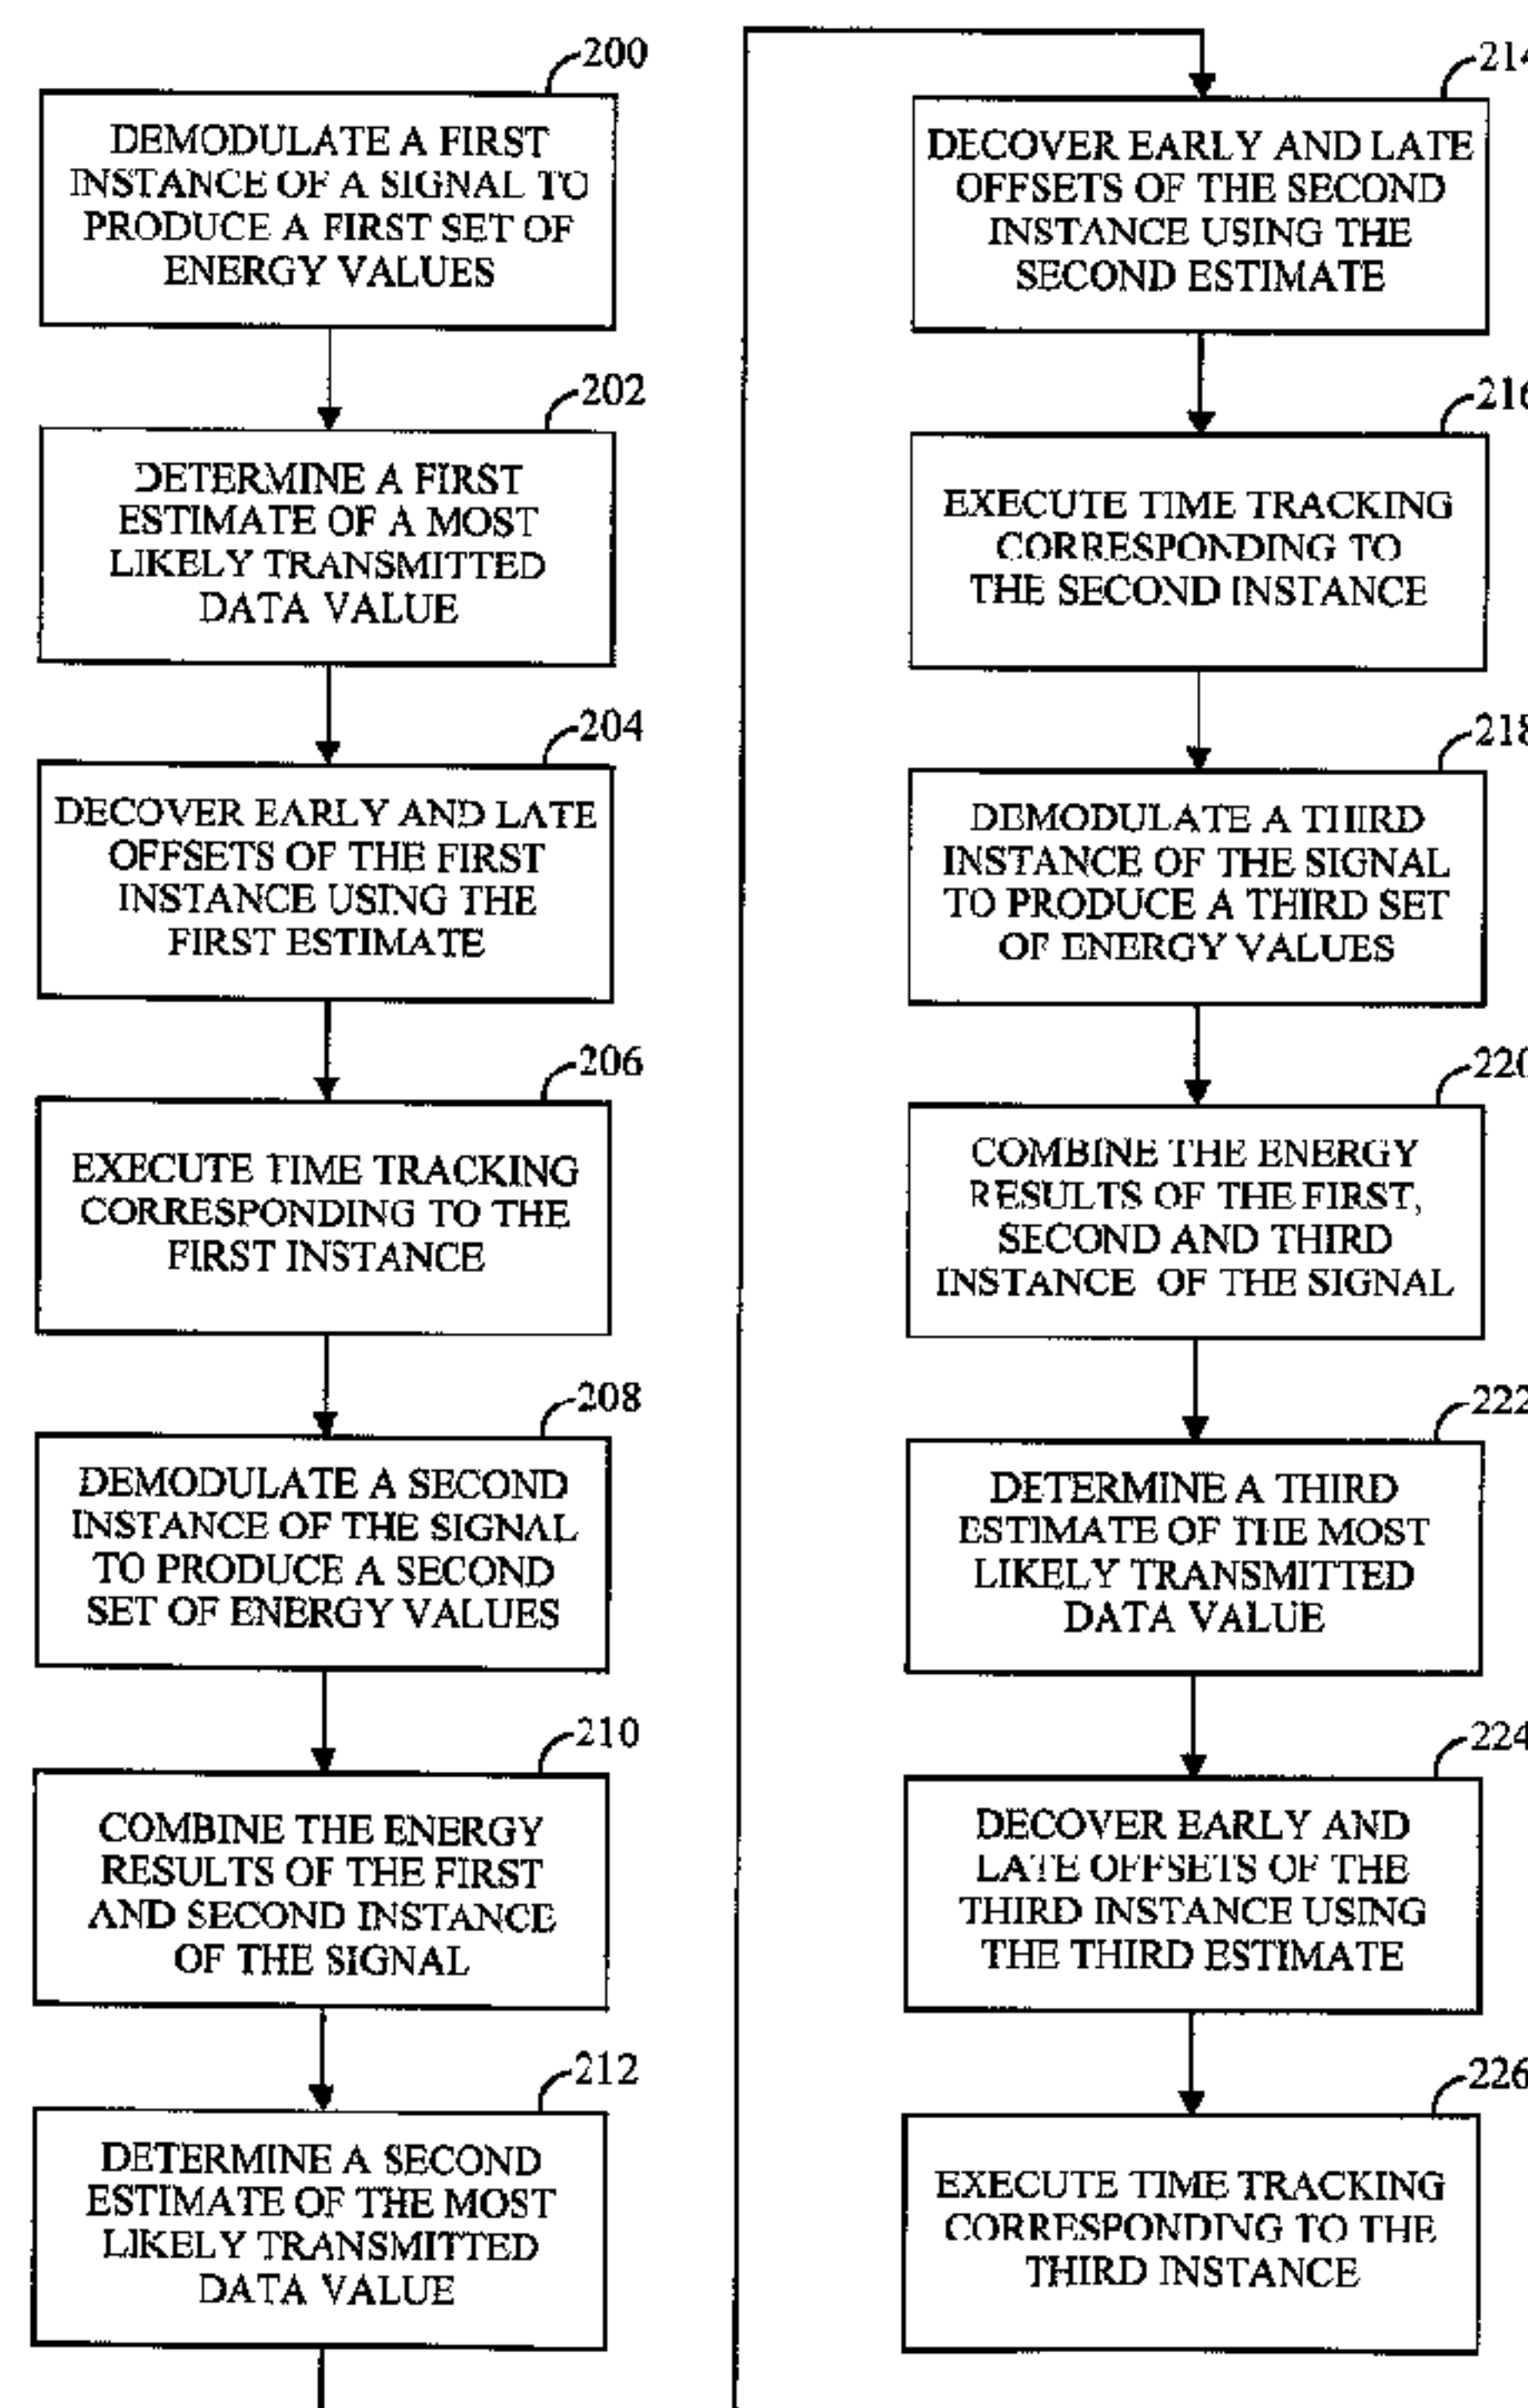 200
DEMODULATE A FIRST
INSTANCE OF A SIGNAL TO
PRODUCE A FIRST SET OF
ENERGY VALUES
202
DETERMINE A FIRST
ESTIMATE OF A MOST
LIKELY TRANSMITTED
DATA VALUE
204
DECOVER EARLY AND LATE
OFFSETS OF THE FIRST
INSTANCE USING THE
FIRST ESTIMATE
206
EXECUTE TIME TRACKING
CORRESPONDING TO THE
FIRST INSTANCE
208
DEMODULATE A SECOND
INSTANCE OF THE SIGNAL
TO PRODUCE A SECOND
SET OF ENERGY VALUES
210
COMBINE THE ENERGY
RESULTS OF THE FIRST
AND SECOND INSTANCE
OF THE SIGNAL
212
DETERMINE A SECOND
ESTIMATE OF THE MOST
LIKELY TRANSMITTED
DATA VALUE
214
DECOVER EARLY AND LATE
OFFSETS OF THE SECOND
INSTANCE USING THE
SECOND ESTIMATE
216
EXECUTE TIME TRACKING
CORRESPONDING TO
THE SECOND INSTANCE
218
DEMODULATE A THIRD
INSTANCE OF THE SIGNAL
TO PRODUCE A THIRD SET
OF ENERGY VALUES
220
COMBINE THE ENERGY
RESULTS OF THE FIRST,
SECOND AND THIRD
INSTANCE OF THE SIGNAL
222
DETERMINE A THIRD
ESTIMATE OF THE MOST
LIKELY TRANSMITTED
DATA VALUE
224
DECOVER EARLY AND
LATE OFFSETS OF THE
THIRD INSTANCE USING
THE THIRD ESTIMATE
226
EXECUTE TIME TRACKING
CORRESPONDING TO THE
THIRD INSTANCE